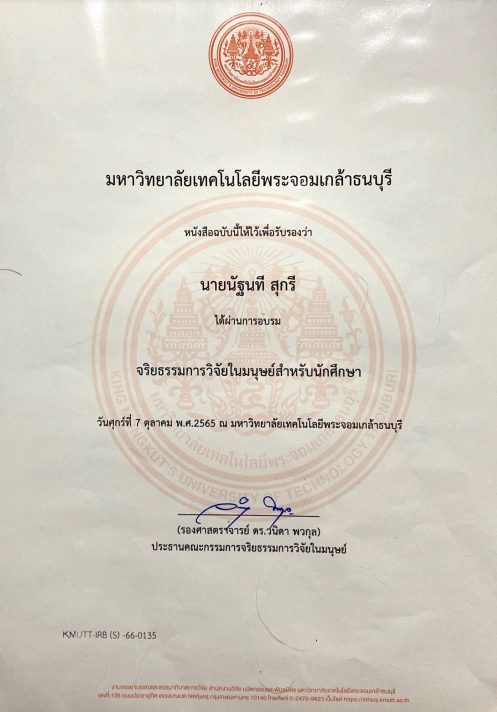 มหาวิทยาลัยเทคโนโลยีพระจอมเกล้าธนบุรี
หนังสือฉบับนี้ให้ไว้เพื่อรับรองว่า
นายนัฐนที สุกรี
ได้ผ่านการอบรม
จริยธรรมการวิจัยในมนุษย์สำหรับนักศึกษา
วันศุกร์ที่ 7 ตุลาคม พ.ศ.2565 ณ มหาวิทยาลัยเทคโนโลยีพระจอมเกล้าธนบุรี
(รองศาสตราจารย์ ดร.วนิดา พวกุล)
ประธานคณะกรรมการจริยธรรมการวิจัยในมนุษย์
KMUTT-IRB (S) -66-0135